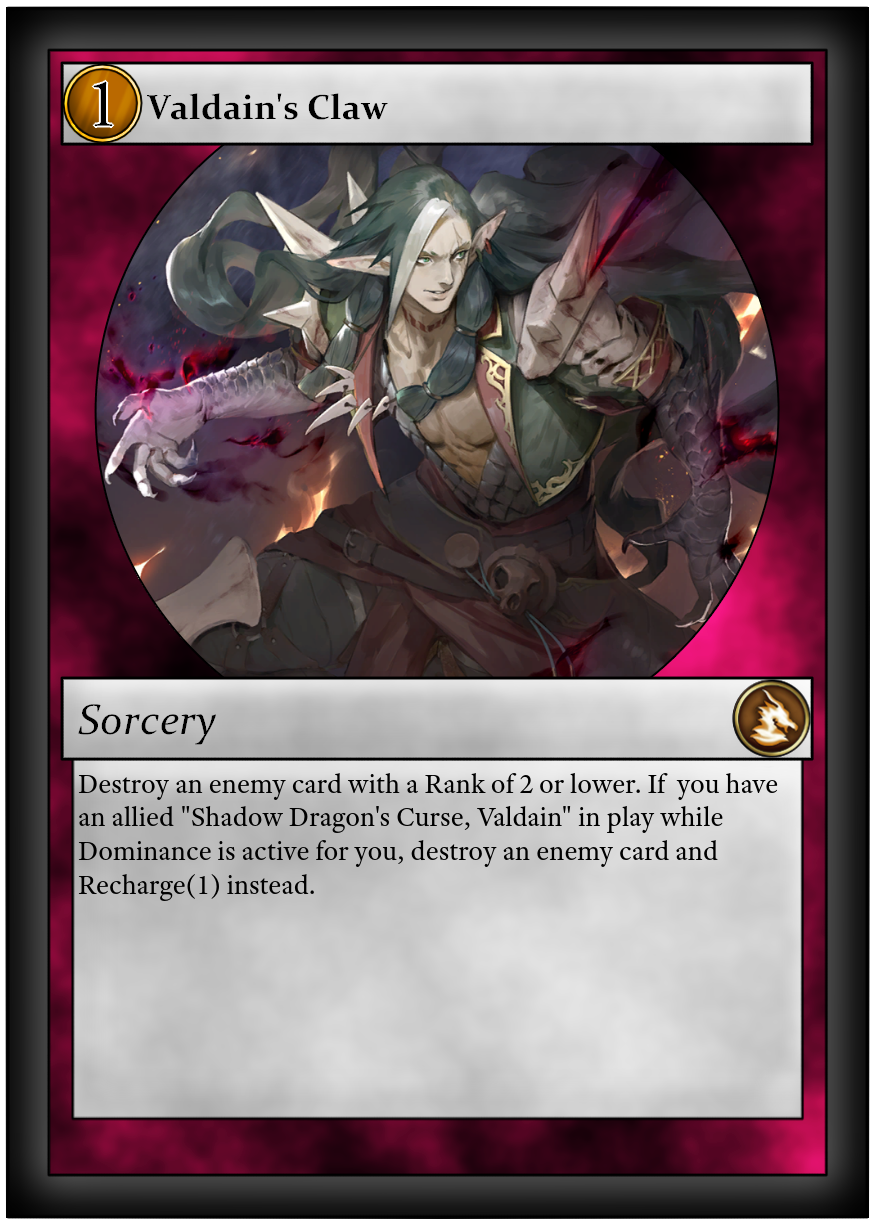 1
Valdain's Claw
Sorcery
Destroy an enemy card with a Rank of 2 or lower. If  you have
an allied "Shadow Dragon's Curse, Valdain" in play while
Dominance is active for you, destroy an enemy card and
Recharge(1) instead.